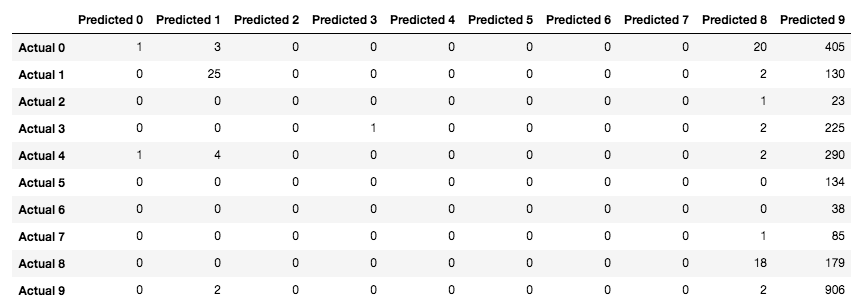 Predicted 0 Predicted 1 Predicted 2 Predicted 3 Predicted 4 Predicted 5 Predicted 6 Predicted 7 Predicted 8 Predicted 9
Actual 0 1 3 0 0 0 0 0 0 20 405
Actual 1 0 25 0 0 0 0 0 0 2 130
Actual 2 0 0 0 0 0 0 0 0 1 23
Actual 3 0 0 0 1 0 0 0 0 2 225
Actual 4 1 4 0 0 0 0 0 0 2 290
Actual 5 0 0 0 0 0 0 0 0 0 134
Actual 6 0 0 0 0 0 0 0 0 0 38
Actual 7 0 0 0 0 0 0 0 0 1 85
Actual 8 0 0 0 0 0 0 0 0 18 179
Actual 9 0 2 0 0 0 0 0 0 2 906